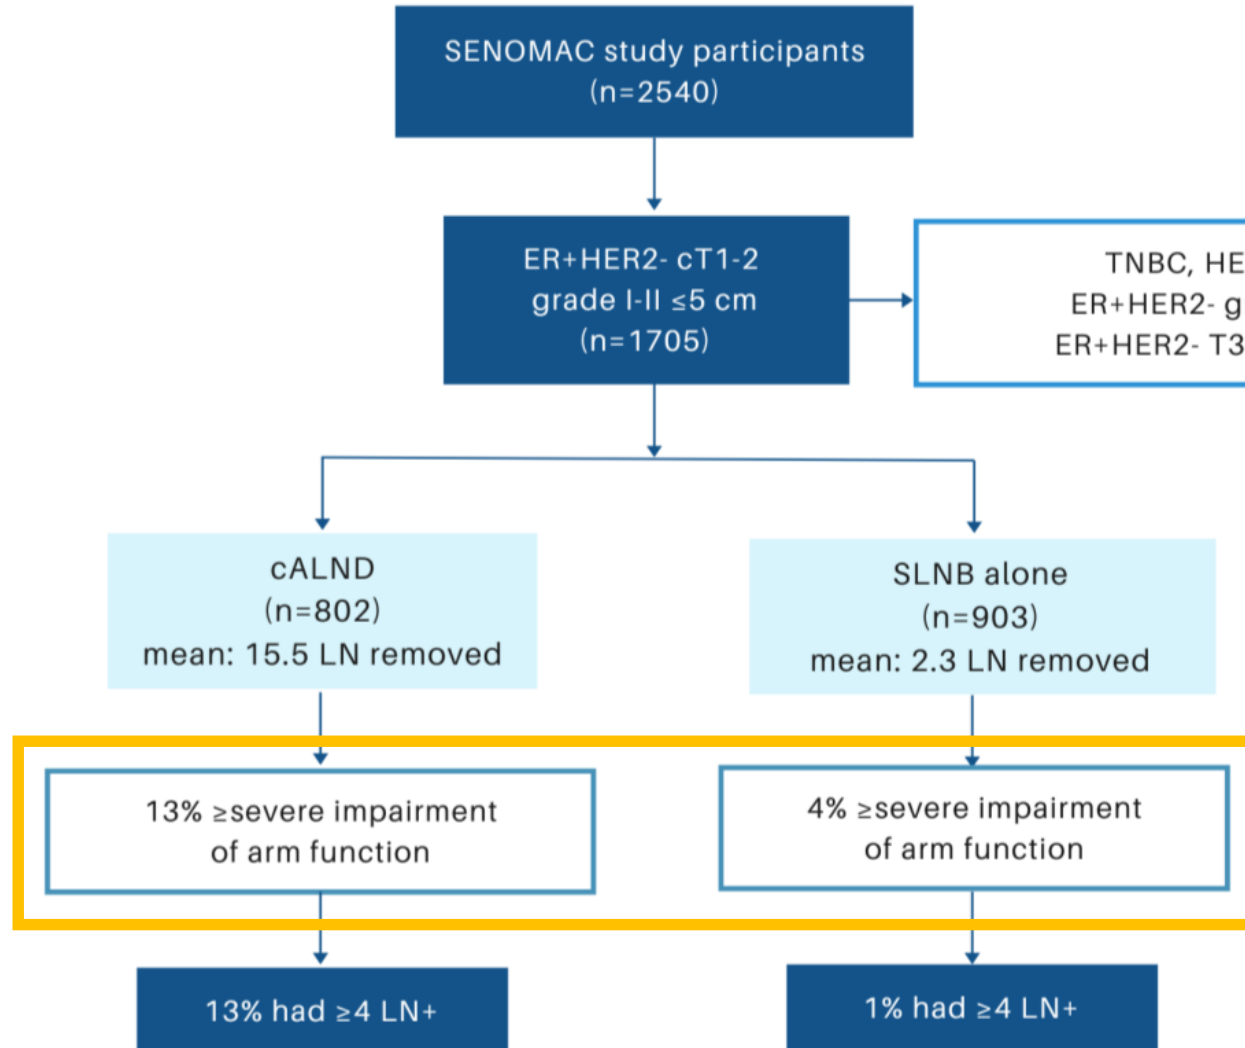 SENOMAC study participants
(n=2540)
ER+HER2- cT1-2
grade I-II ≤5 cm
(n=1705)
TNBC, HE
ER+HER2- g
ER+HER2- T3
cALND
(n=802)
mean: 15.5 LN removed
SLNB alone
(n=903)
mean: 2.3 LN removed
13% ≥severe impairment
of arm function
4% ≥severe impairment
of arm function
13% had ≥4 LN+
1% had ≥4 LN+